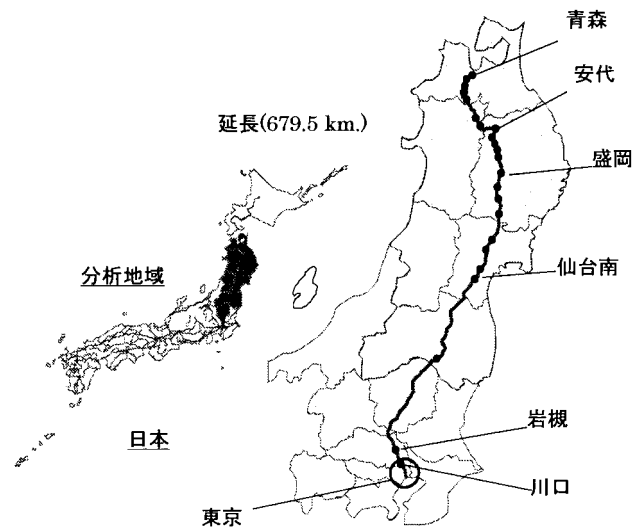 青森
安代
延長(679.5 km.)
盛岡
仙台南
分析地域
岩槻
日本
川口
東京